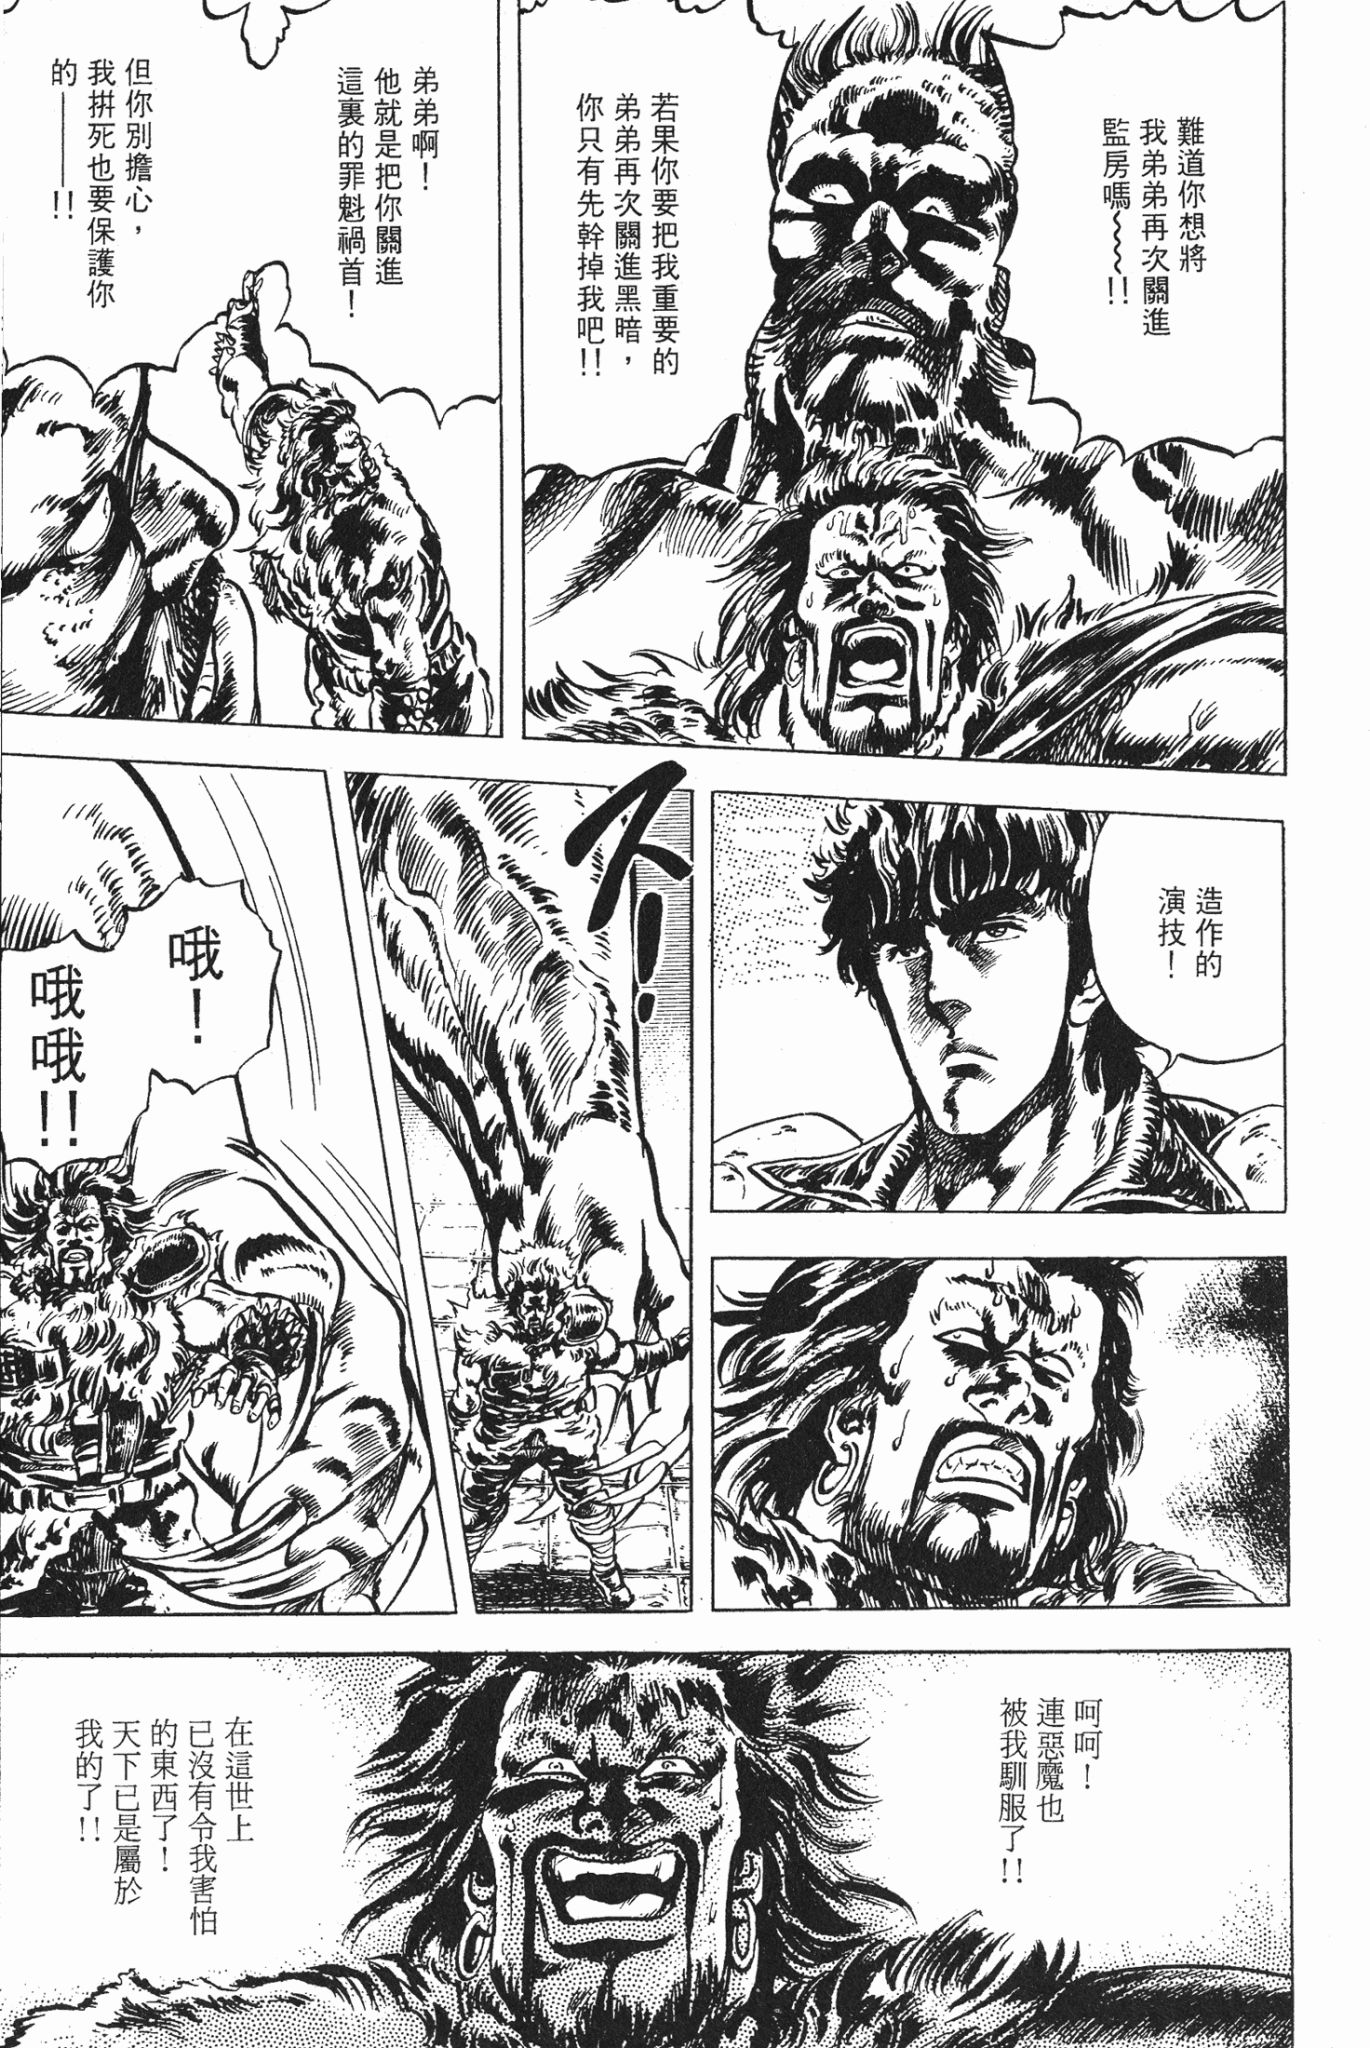 難道你想將
我弟弟再次關進
監房嗎～～!!
若果你要把我重要的
弟弟再次關進黑暗，
你只有先幹掉我吧!!
弟弟啊！
他就是把你關進
這裏的罪魁禍首！
但你別擔心，
我拚死也要保護你
的——!!
造作的
演技！
ス！
哦！
哦哦!!
呵呵！
連惡魔也
被我馴服了!!
在這世上
已沒有令我害怕
的東西了！
天下已是屬於
我的了!!